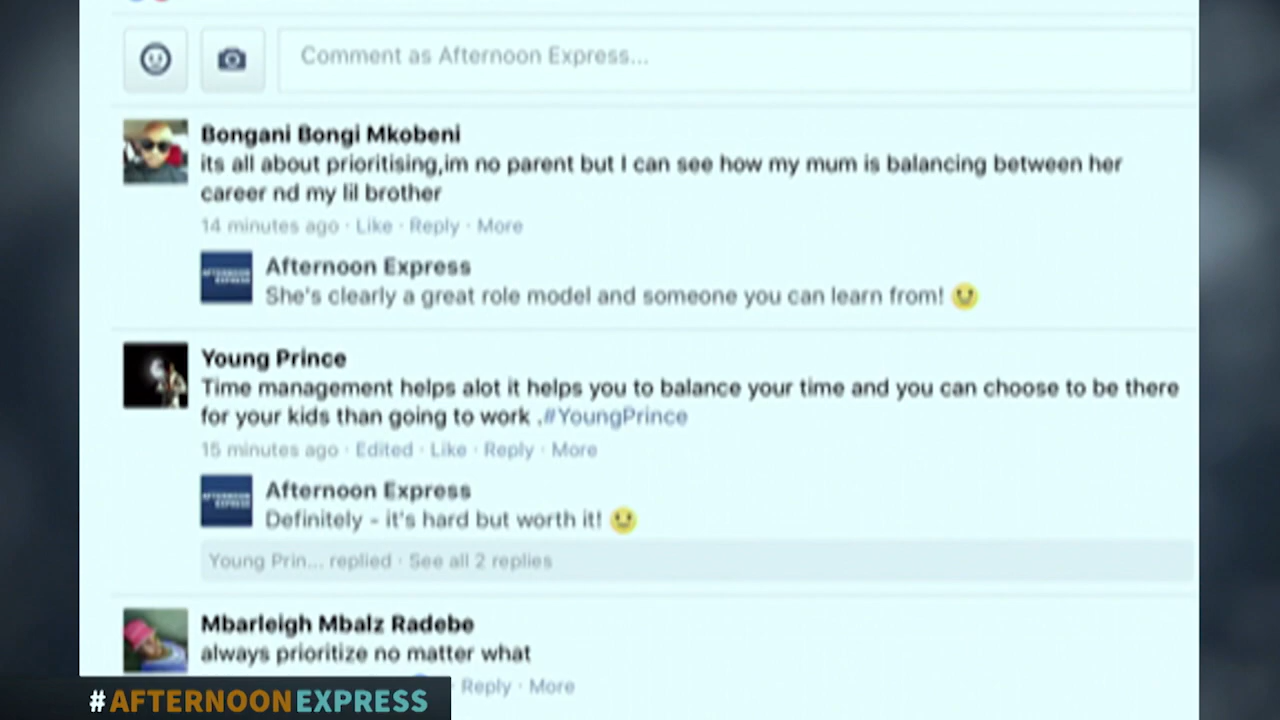 Comment as Afternoon Express...
Bongani Bongi Mkobeni
its all about prioritising,im no parent but I can see how my mum is balancing between her
career nd my lil brother
14 minutes ago · Like · Reply · More
AFTERNOON
EXPRESS
Afternoon Express
She's clearly a great role model and someone you can learn from!
Young Prince
Time management helps alot it helps you to balance your time and you can choose to be there
for your kids than going to work .#YoungPrince
15 minutes ago · Edited · Like · Reply · More
AFTERNOON
EXPRESS
Afternoon Express
Definitely - it's hard but worth it!
Young Prin... replied · See all 2 replies
Mbarleigh Mbalz Radebe
always prioritize no matter what
· Reply · More
#AFTERNOONEXPRESS